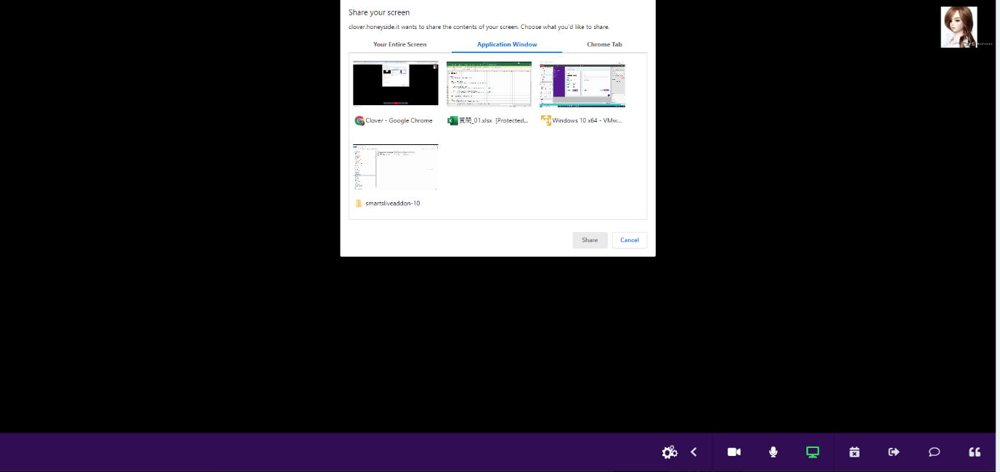 Share your screen
clover.honeyside.it wants to share the contents of your screen. Choose what you'd like to share.
Your Entire Screen
Application Window
Chrome Tab
Clover - Google Chrome
質問_01.xlsx [Protected...
Windows 10 x64 - VMw...
smartsliveaddon-10
Share
Cancel